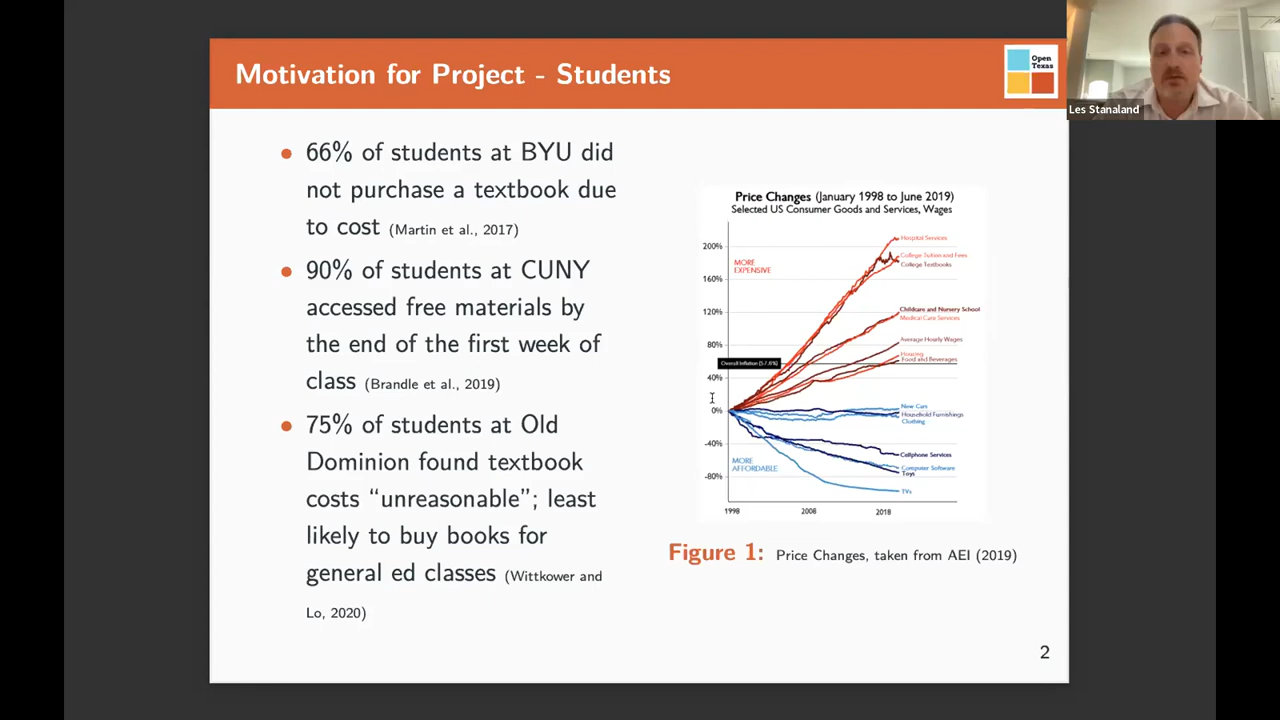 Motivation for Project - Students
Open
Texas
Les Stanaland
66% of students at BYU did
not purchase a textbook due
to cost (Martin et al., 2017)
90% of students at CUNY
accessed free materials by
the end of the first week of
class (Brandle et al., 2019)
75% of students at Old
Dominion found textbook
costs “unreasonable”; least
likely to buy books for
general ed classes (Wittkower and
Lo, 2020)
Price Changes (January 1998 to June 2019)
Selected US Consumer Goods and Services, Wages
200%
160%
120%
80%
40%
0%
-40%
-80%
MORE
EXPENSIVE
MORE
AFFORDABLE
Overall Inflation (57.6%)
Hospital Services
College Tuition and Fees
College Textbooks
Childcare and Nursery School
Medical Care Services
Average Hourly Wages
Housing
Food and Beverages
New Cars
Household Furnishings
Clothing
Cellphone Services
Computer Software
Toys
TVs
1998
2008
2018
Figure 1: Price Changes, taken from AEI (2019)
2